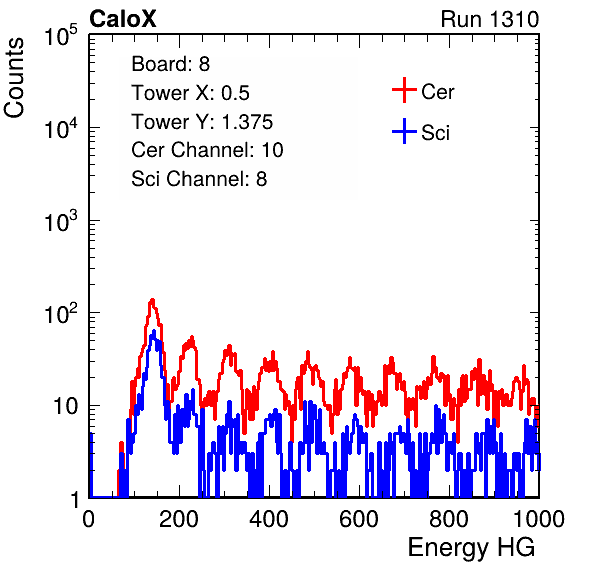 CaloX Run 1310
Counts
Board: 8
Tower X: 0.5
Tower Y: 1.375
Cer Channel: 10
Sci Channel: 8
Cer
Sci
10^5
10^4
10^3
10^2
10
1
0 200 400 600 800 1000
Energy HG